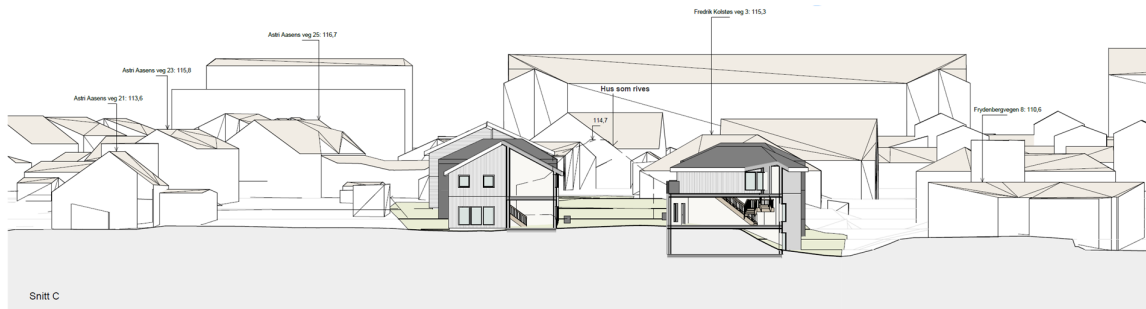 Fredrik Kolstøs veg 3: 115,3
Astri Aasens veg 25: 116,7
Astri Aasens veg 23: 115,8
Hus som rives
Astri Aasens veg 21: 113,6
Frydenbergvegen 8: 110,6
114,7
Snitt C